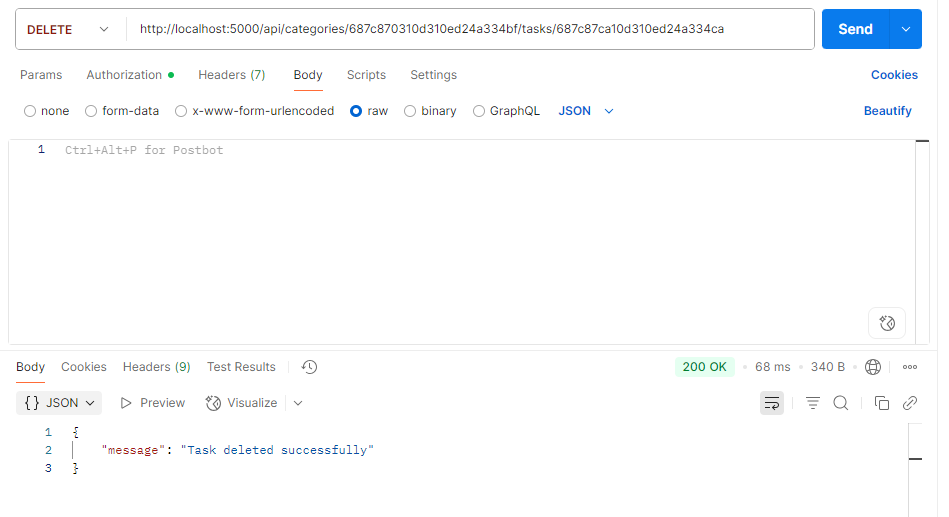 DELETE http://localhost:5000/api/categories/687c870310d310ed24a334bf/tasks/687c87ca10d310ed24a334ca Send
Params Authorization Headers (7) Body Scripts Settings Cookies
none form-data x-www-form-urlencoded raw binary GraphQL JSON Beautify
1 Ctrl+Alt+P for Postbot
Body Cookies Headers (9) Test Results 200 OK • 68 ms • 340 B •
{} JSON Preview Visualize
1 {
2 "message": "Task deleted successfully"
3 }